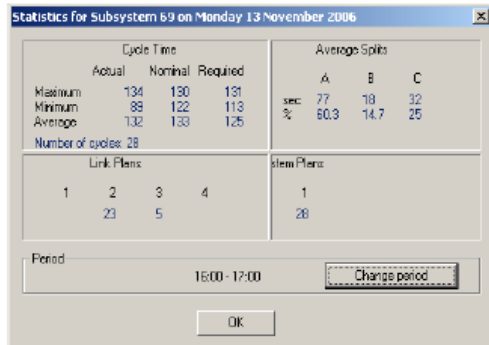 Statistics for Subsystem 69 on Monday 13 November 2006
Cycle Time
Actual Nominal Required
Maximum 134 130 131
Minimum 89 122 113
Average 132 133 125
Number of cycles: 28
Average Splits
A B C
sec 77 18 32
% 60.3 14.7 25
Link Plans
1 2 3 4
23 5
stem Plans
1
28
Period
16:00 - 17:00
Change period
OK